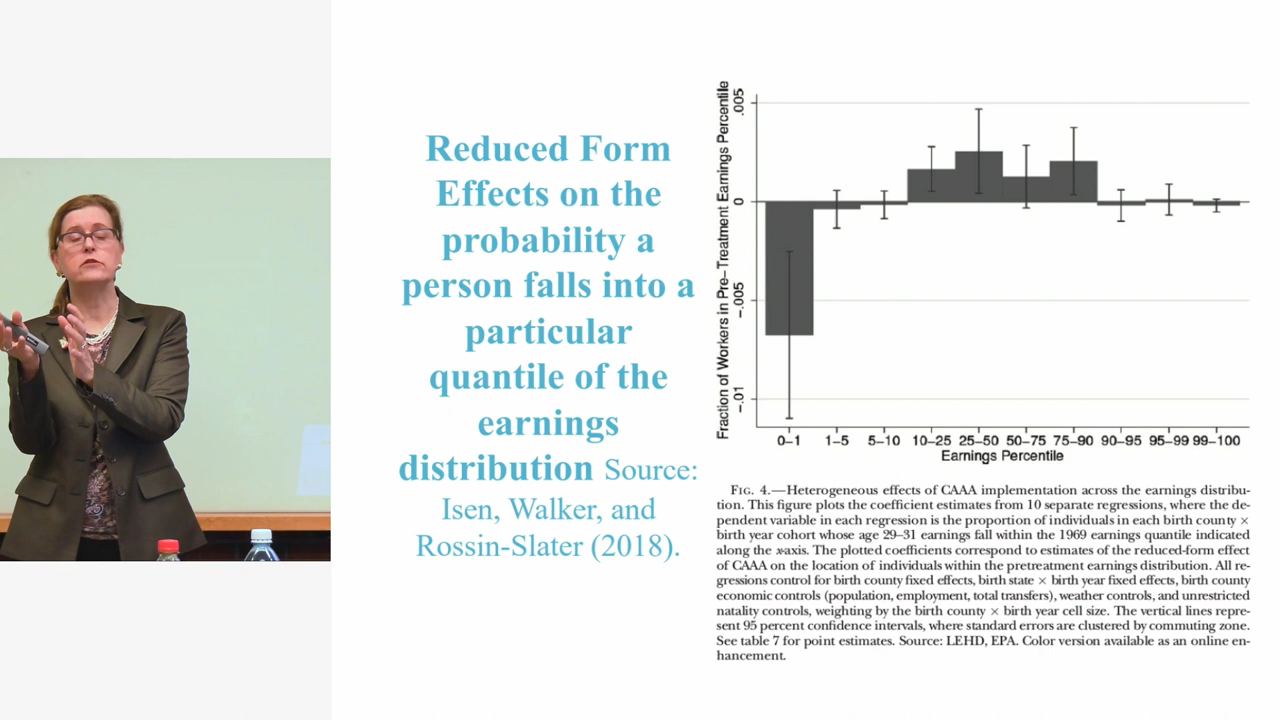 Reduced Form
Effects on the
probability a
person falls into a
particular
quantile of the
earnings
distribution Source:
Isen, Walker, and
Rossin-Slater (2018).
Fraction of Workers in Pre–Treatment Earnings Percentile
.005
0
-.005
-.01
0–1 1–5 5–10 10–25 25–50 50–75 75–90 90–95 95–99 99–100
Earnings Percentile
FIG. 4.—Heterogeneous effects of CAAA implementation across the earnings distribu-
tion. This figure plots the coefficient estimates from 10 separate regressions, where the de-
pendent variable in each regression is the proportion of individuals in each birth county ×
birth year cohort whose age 29–31 earnings fall within the 1969 earnings quantile indicated
along the x-axis. The plotted coefficients correspond to estimates of the reduced-form effect
of CAAA on the location of individuals within the pretreatment earnings distribution. All re-
gressions control for birth county fixed effects, birth state × birth year fixed effects, birth county
economic controls (population, employment, total transfers), weather controls, and unrestricted
natality controls, weighting by the birth county × birth year cell size. The vertical lines repre-
sent 95 percent confidence intervals, where standard errors are clustered by commuting zone.
See table 7 for point estimates. Source: LEHD, EPA. Color version available as an online en-
hancement.